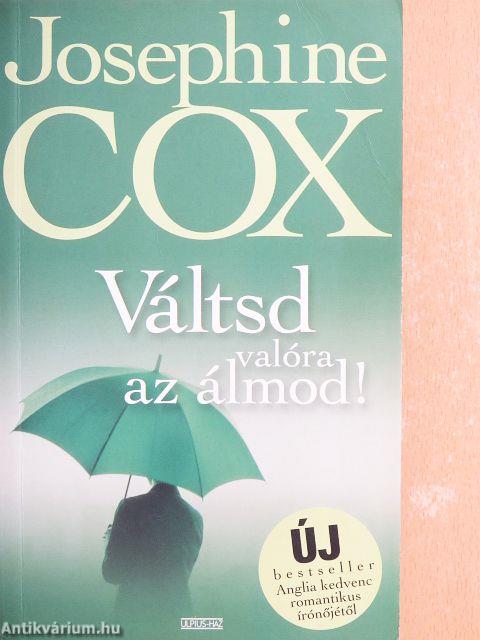 Josephine
COX
Váltsd
valóra
az álmod!
ÚJ
bestseller
Anglia kedvenc
romantikus
írónőjétől
ULPIUS-HÁZ
Antikvárium.hu